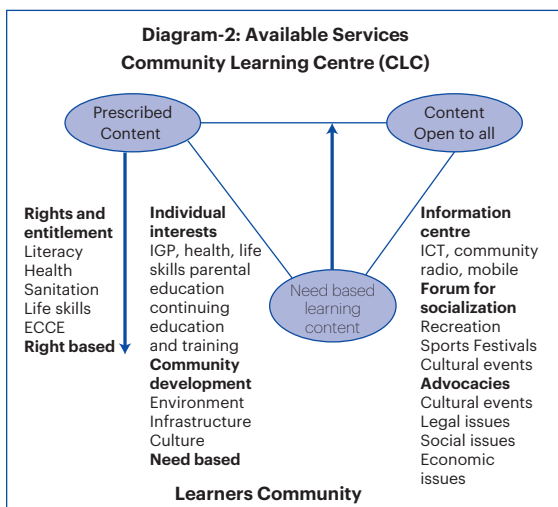 Diagram-2: Available Services
Community Learning Centre (CLC)
Prescribed
Content
Content
Open to all
Rights and
entitlement
Literacy
Health
Sanitation
Life skills
ECCE
Right based
Individual
interests
IGP, health, life
skills parental
education
continuing
education
and training
Community
development
Environment
Infrastructure
Culture
Need based
Need based
learning
content
Information
centre
ICT, community
radio, mobile
Forum for
socialization
Recreation
Sports Festivals
Cultural events
Advocacies
Cultural events
Legal issues
Social issues
Economic
issues
Learners Community